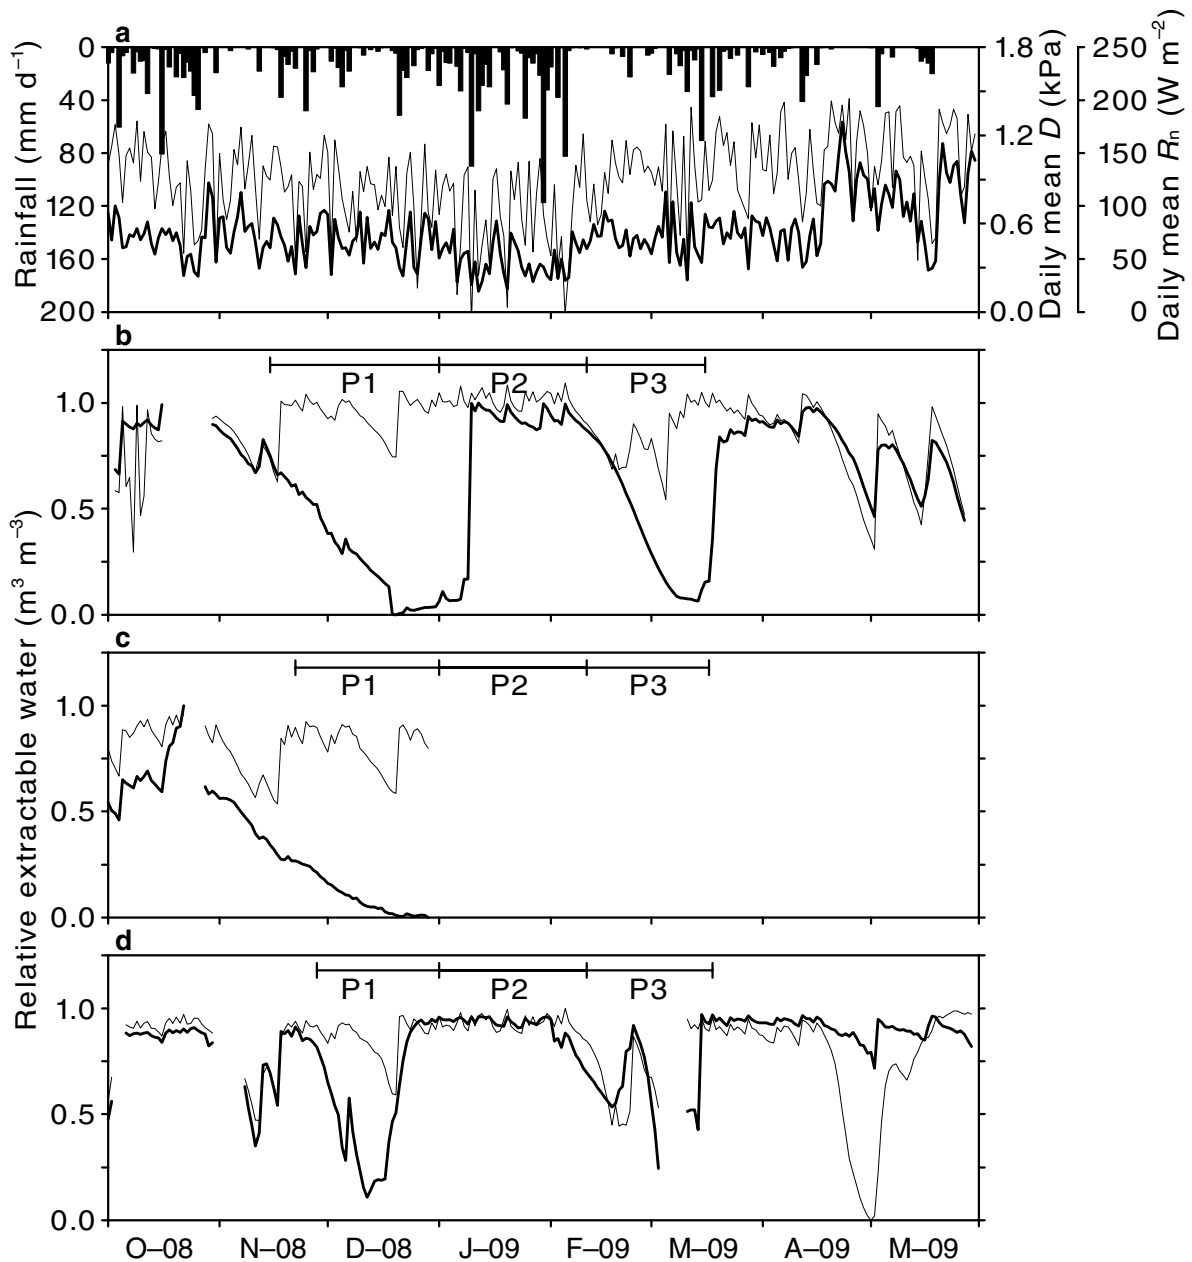 a
0
40
80
120
160
200
Rainfall (mm d⁻¹)
1.8
1.2
0.6
0.0
Daily mean D (kPa)
250
200
150
100
50
0
Daily mean Rn (W m⁻²)
b
P1
P2
P3
1.0
0.5
0.0
c
P1
P2
P3
1.0
0.5
0.0
d
P1
P2
P3
1.0
0.5
0.0
Relative extractable water (m³ m⁻³)
O–08 N–08 D–08 J–09 F–09 M–09 A–09 M–09